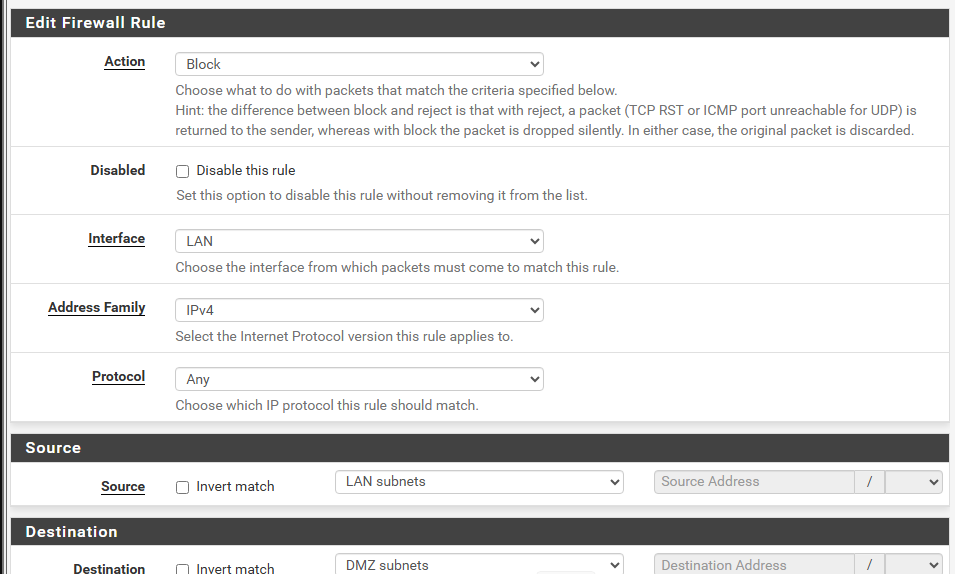 Edit Firewall Rule
Action
Block
Choose what to do with packets that match the criteria specified below.
Hint: the difference between block and reject is that with reject, a packet (TCP RST or ICMP port unreachable for UDP) is
returned to the sender, whereas with block the packet is dropped silently. In either case, the original packet is discarded.
Disabled
Disable this rule
Set this option to disable this rule without removing it from the list.
Interface
LAN
Choose the interface from which packets must come to match this rule.
Address Family
IPv4
Select the Internet Protocol version this rule applies to.
Protocol
Any
Choose which IP protocol this rule should match.
Source
Source
Invert match
LAN subnets
Source Address
/
Destination
Destination
Invert match
DMZ subnets
Destination Address
/